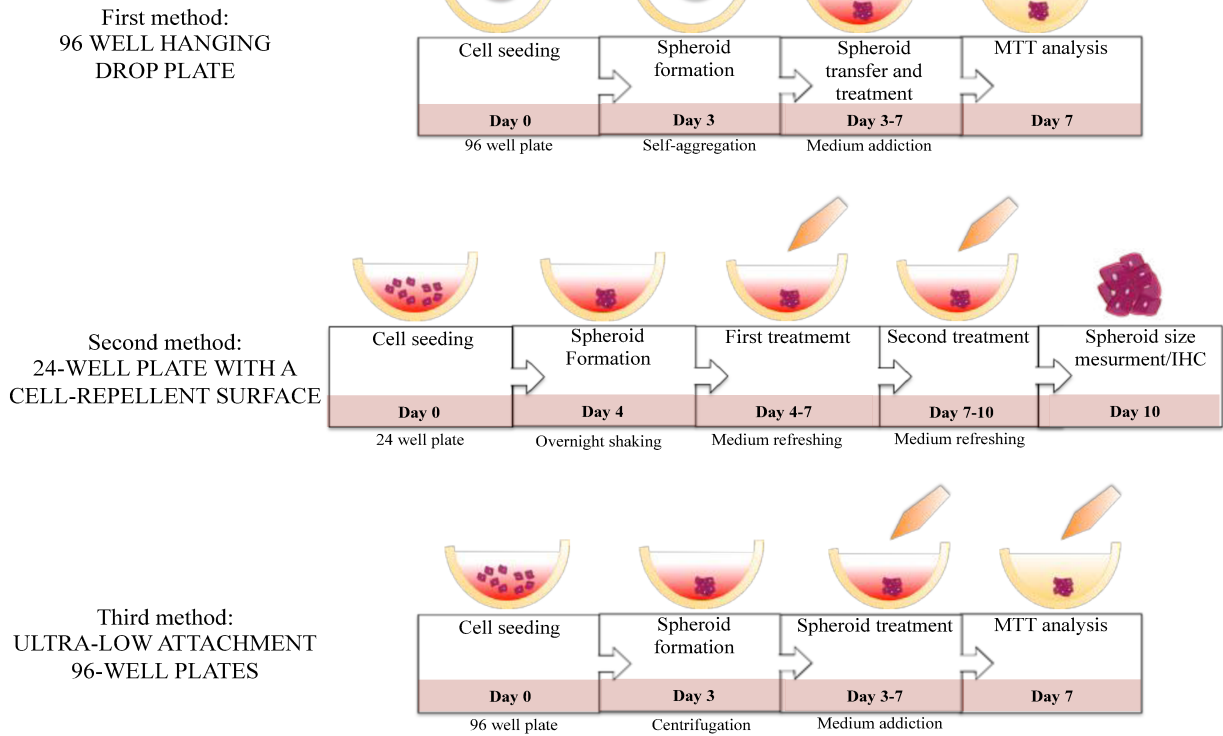 First method:
96 WELL HANGING
DROP PLATE
Cell seeding
Spheroid
formation
Spheroid
transfer and
treatment
MTT analysis
Day 0
Day 3
Day 3-7
Day 7
96 well plate
Self-aggregation
Medium addiction
Second method:
24-WELL PLATE WITH A
CELL-REPELLENT SURFACE
Cell seeding
Spheroid
Formation
First treatmemt
Second treatment
Spheroid size
mesurment/IHC
Day 0
Day 4
Day 4-7
Day 7-10
Day 10
24 well plate
Overnight shaking
Medium refreshing
Medium refreshing
Third method:
ULTRA-LOW ATTACHMENT
96-WELL PLATES
Cell seeding
Spheroid
formation
Spheroid treatment
MTT analysis
Day 0
Day 3
Day 3-7
Day 7
96 well plate
Centrifugation
Medium addiction